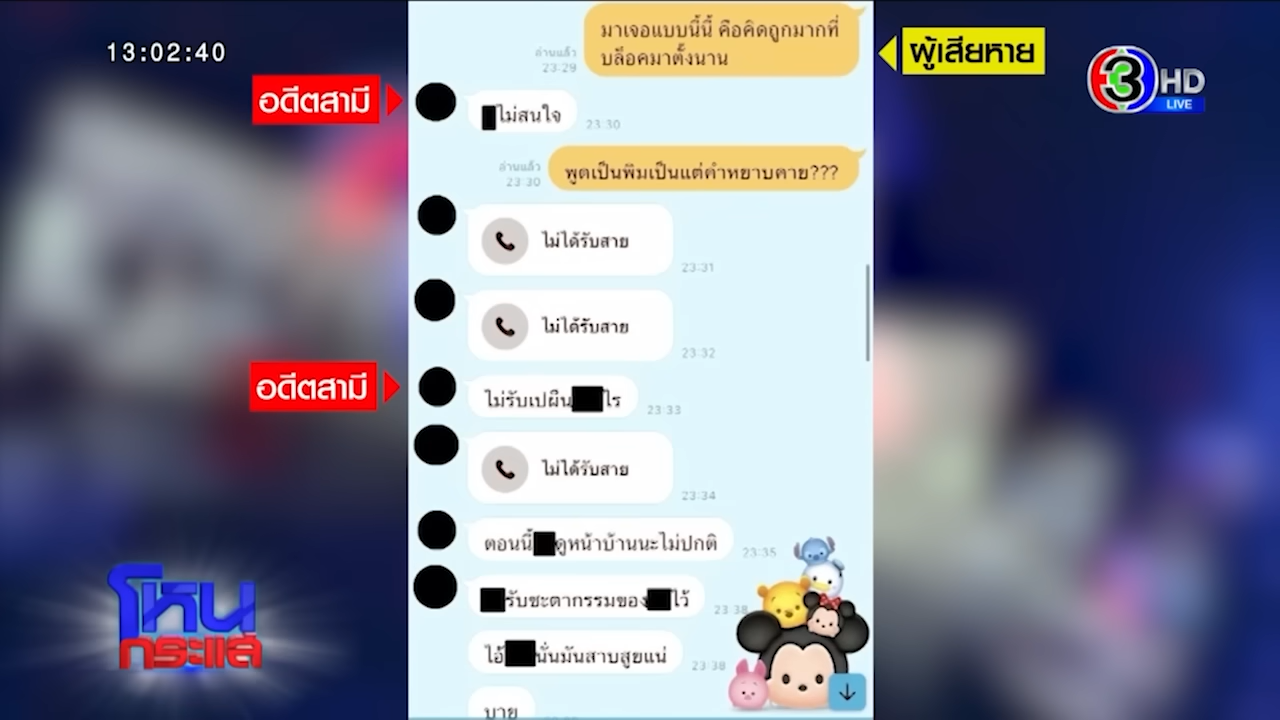 13:02:40
มาเจอแบบนี้นี้ คือคิดถูกมากที่
บล็อคมาตั้งนาน
อ่านแล้ว
23:29
ผู้เสียหาย
3 HD
LIVE
อดีตสามี
ไม่สนใจ
23:30
อ่านแล้ว
23:30
พูดเป็นพิมเป็นแต่คำหยาบคาย???
ไม่ได้รับสาย
23:31
ไม่ได้รับสาย
23:32
อดีตสามี
ไม่รับเปผืน ไร
23:33
ไม่ได้รับสาย
23:34
ตอนนี้ ดูหน้าบ้านนะไม่ปกติ
23:35
รับชะตากรรมของ ไว้
23:38
ไอ้ นั่นมันสาบสูยแน่
23:38
บาย
โหนกระแส